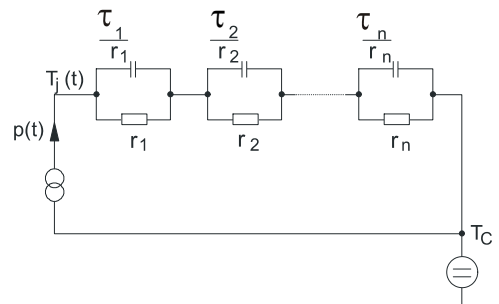 τ1 τ2 τn
r1 r2 rn
Tj (t)
r1 r2 rn
p(t)
TC